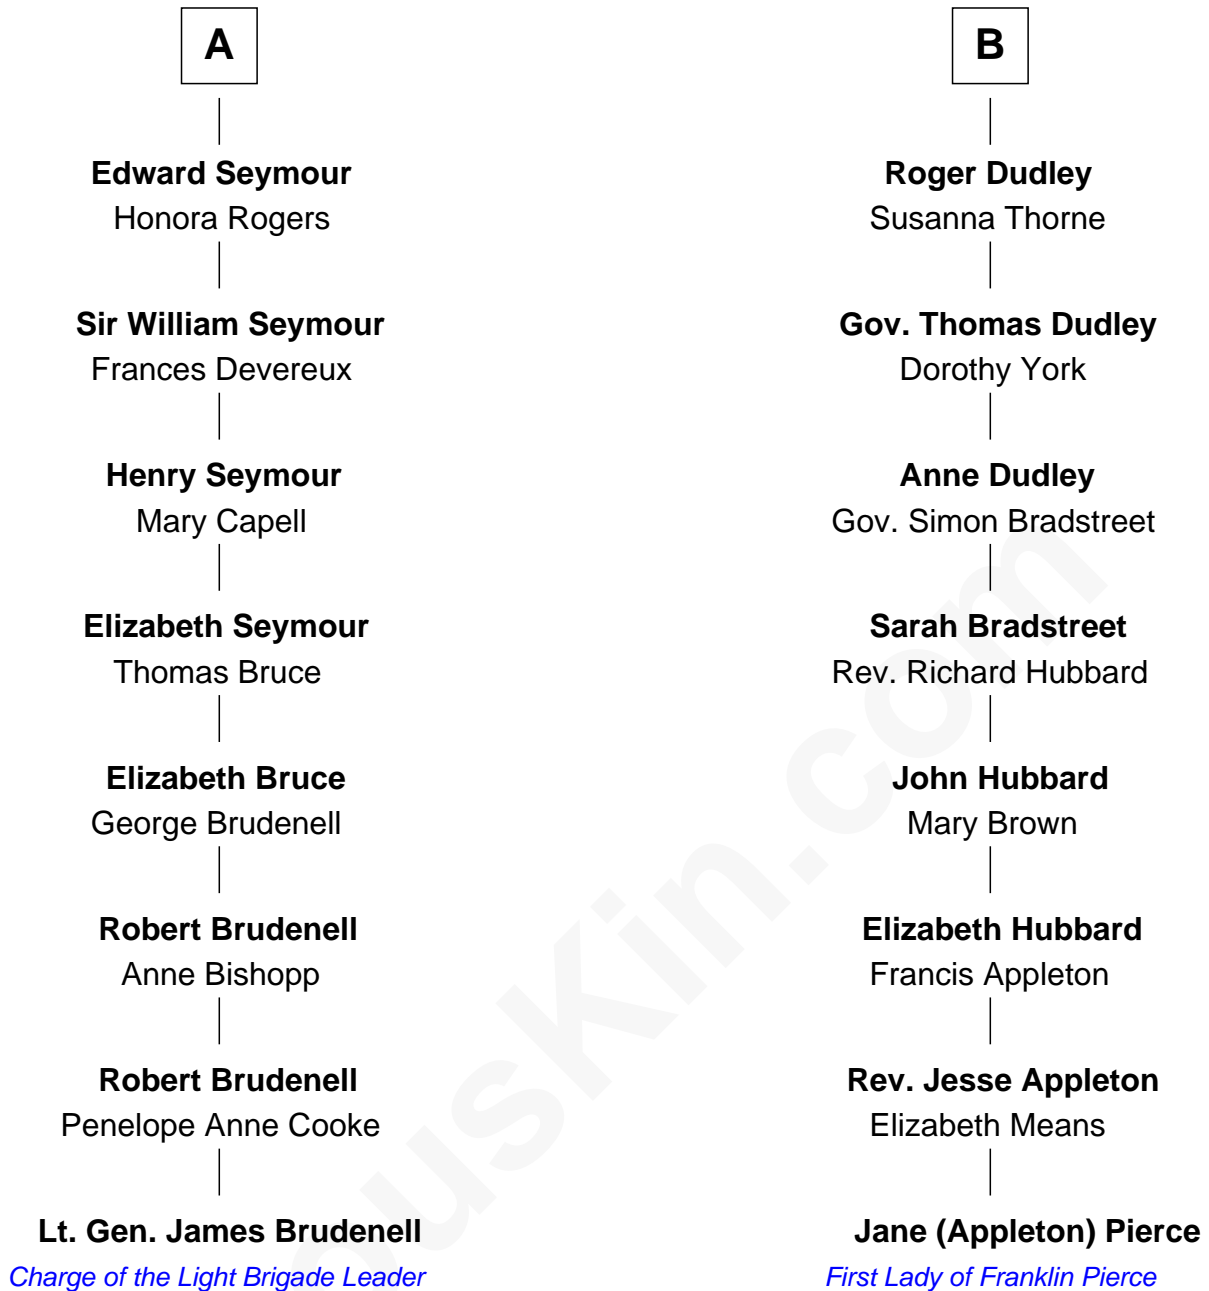 A
Edward Seymour
Honora Rogers
Sir William Seymour
Frances Devereux
Henry Seymour
Mary Capell
Elizabeth Seymour
Thomas Bruce
Elizabeth Bruce
George Brudenell
Robert Brudenell
Anne Bishopp
Robert Brudenell
Penelope Anne Cooke
Lt. Gen. James Brudenell
Charge of the Light Brigade Leader
B
Roger Dudley
Susanna Thorne
Gov. Thomas Dudley
Dorothy York
Anne Dudley
Gov. Simon Bradstreet
Sarah Bradstreet
Rev. Richard Hubbard
John Hubbard
Mary Brown
Elizabeth Hubbard
Francis Appleton
Rev. Jesse Appleton
Elizabeth Means
Jane (Appleton) Pierce
First Lady of Franklin Pierce